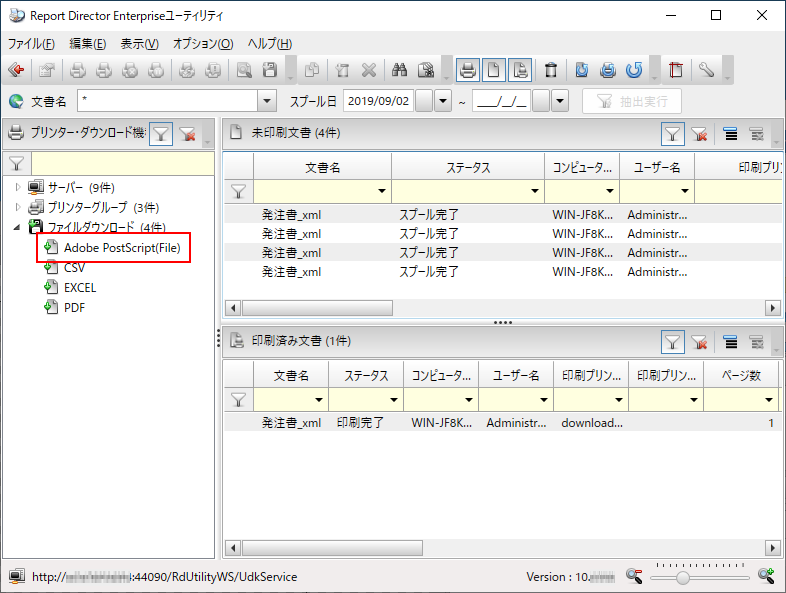 Report Director Enterpriseユーティリティ
ファイル(F) 編集(E) 表示(V) オプション(O) ヘルプ(H)
文書名 * スプール日 2019/09/02 ~ ___/__/__ 抽出実行
プリンター・ダウンロード機
サーバー (9件)
プリンターグループ (3件)
ファイルダウンロード (4件)
Adobe PostScript(File)
CSV
EXCEL
PDF
未印刷文書 (4件)
文書名 ステータス コンピュータ... ユーザー名 印刷プリ
発注書_xml スプール完了 WIN-JF8K... Administr...
発注書_xml スプール完了 WIN-JF8K... Administr...
発注書_xml スプール完了 WIN-JF8K... Administr...
発注書_xml スプール完了 WIN-JF8K... Administr...
印刷済み文書 (1件)
文書名 ステータス コンピュータ... ユーザー名 印刷プリン... 印刷プリン... ページ数
発注書_xml 印刷完了 WIN-JF8K... Administr... download... 1
http:/ :44090/RdUtilityWS/UdkService Version : 10.